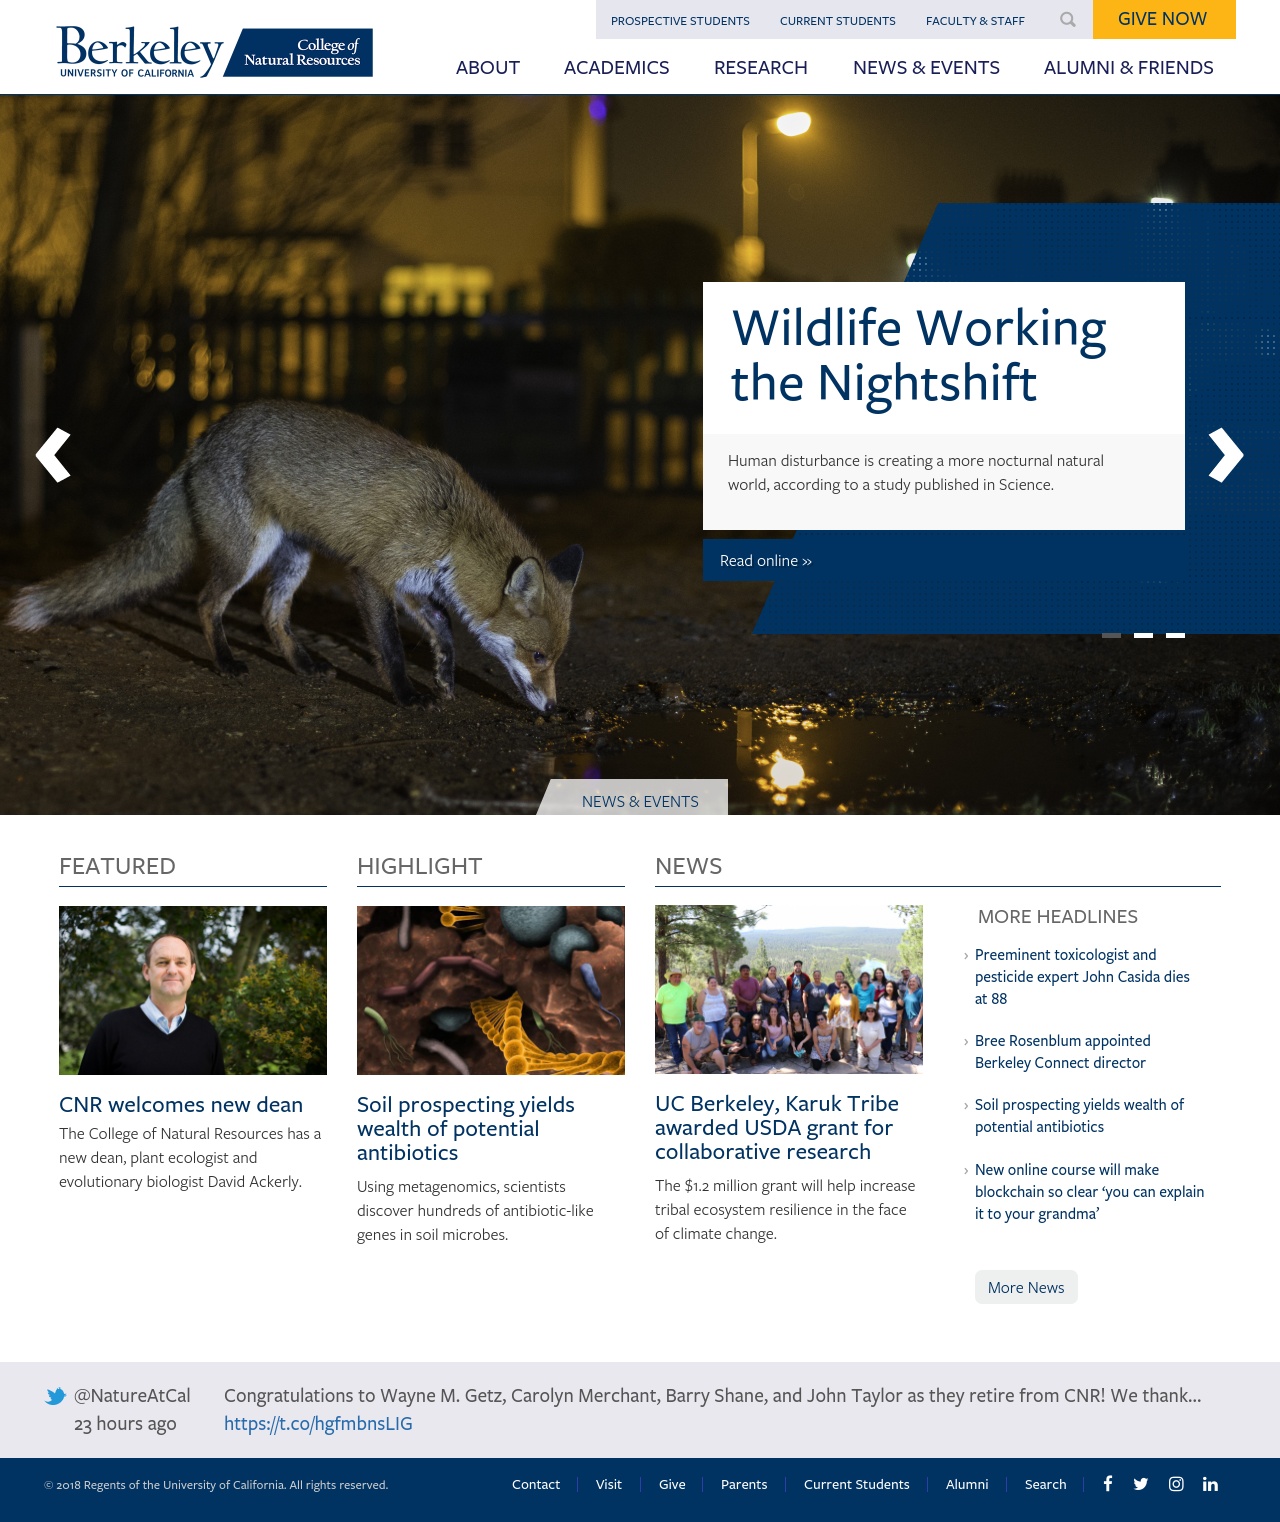 PROSPECTIVE STUDENTS CURRENT STUDENTS FACULTY & STAFF GIVE NOW
Berkeley
UNIVERSITY OF CALIFORNIA
College of
Natural Resources
ABOUT ACADEMICS RESEARCH NEWS & EVENTS ALUMNI & FRIENDS
Wildlife Working
the Nightshift
Human disturbance is creating a more nocturnal natural
world, according to a study published in Science.
Read online »
NEWS & EVENTS
FEATURED
CNR welcomes new dean
The College of Natural Resources has a
new dean, plant ecologist and
evolutionary biologist David Ackerly.
HIGHLIGHT
Soil prospecting yields
wealth of potential
antibiotics
Using metagenomics, scientists
discover hundreds of antibiotic-like
genes in soil microbes.
NEWS
UC Berkeley, Karuk Tribe
awarded USDA grant for
collaborative research
The $1.2 million grant will help increase
tribal ecosystem resilience in the face
of climate change.
MORE HEADLINES
› Preeminent toxicologist and
pesticide expert John Casida dies
at 88
› Bree Rosenblum appointed
Berkeley Connect director
› Soil prospecting yields wealth of
potential antibiotics
› New online course will make
blockchain so clear ‘you can explain
it to your grandma’
More News
@NatureAtCal
23 hours ago
Congratulations to Wayne M. Getz, Carolyn Merchant, Barry Shane, and John Taylor as they retire from CNR! We thank...
https://t.co/hgfmbnsLIG
© 2018 Regents of the University of California. All rights reserved.
Contact Visit Give Parents Current Students Alumni Search